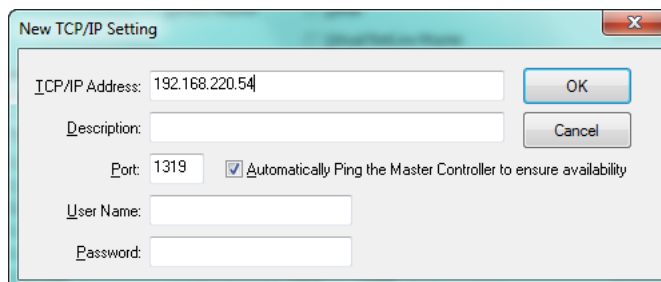 New TCP/IP Setting
TCP/IP Address: 192.168.220.54
OK
Description:
Cancel
Port: 1319 Automatically Ping the Master Controller to ensure availability
User Name:
Password: